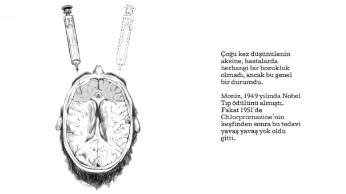 Çoğu kez düşünülenin
aksine, hastalarda
herhangi bir bozukluk
olmadı, ancak bu genel
bir durumdu.
Moniz, 1949 yılında Nobel
Tıp ödülünü almıştı,
Fakat 1951'de
Chlorpromazine'nin
keşfinden sonra bu tedavi
yavaş yavaş yok oldu
gitti.